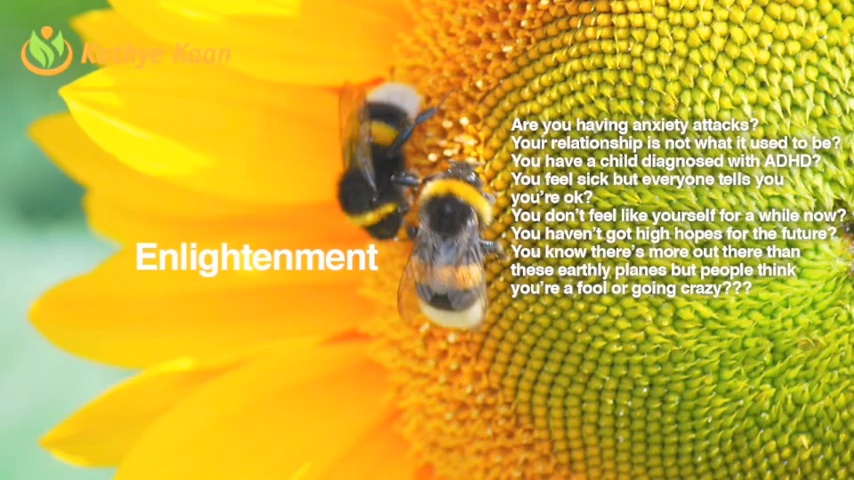 Kathye Kaan
Enlightenment
Are you having anxiety attacks?
Your relationship is not what it used to be?
You have a child diagnosed with ADHD?
You feel sick but everyone tells you
you're ok?
You don't feel like yourself for a while now?
You haven't got high hopes for the future?
You know there's more out there than
these earthly planes but people think
you're a fool or going crazy???